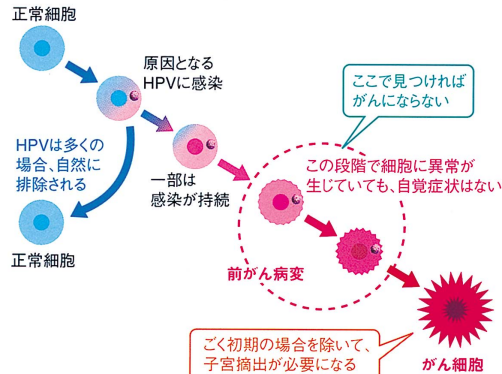 正常細胞
原因となる
HPVに感染
ここで見つければ
がんにならない
HPVは多くの
場合、自然に
排除される
一部は
感染が持続
この段階で細胞に異常が
生じていても、自覚症状はない
正常細胞
前がん病変
ごく初期の場合を除いて、
子宮摘出が必要になる
がん細胞